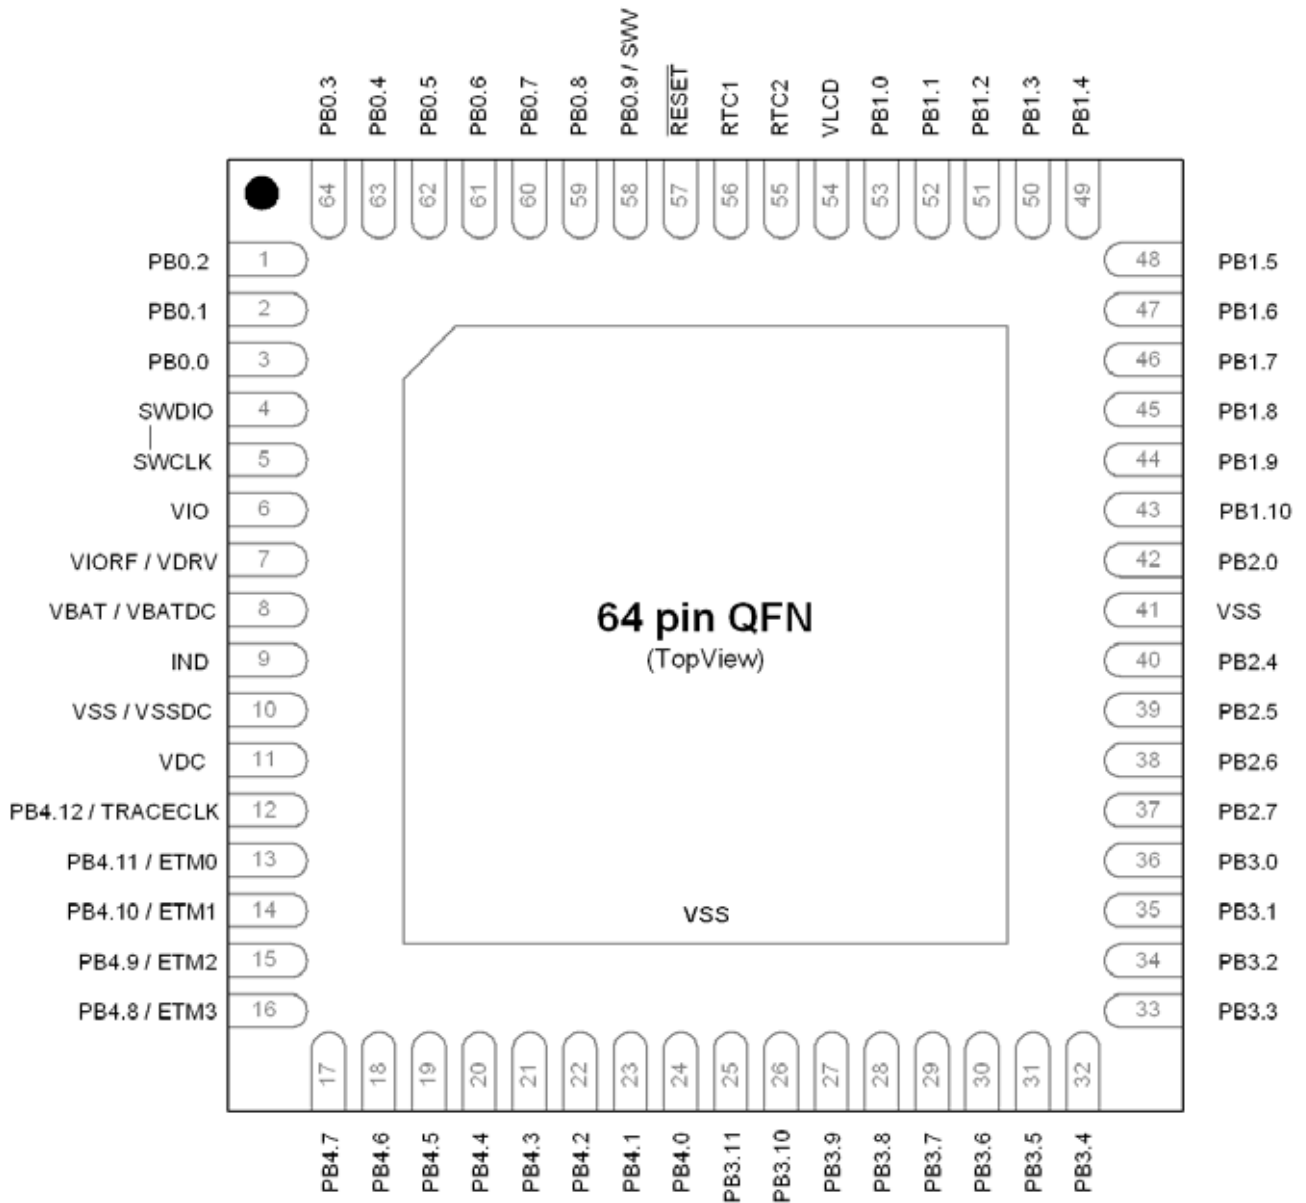 PB0.3
PB0.4
PB0.5
PB0.6
PB0.7
PB0.8
PB0.9 / SWV
RESET
RTC1
RTC2
VLCD
PB1.0
PB1.1
PB1.2
PB1.3
PB1.4
64
63
62
61
60
59
58
57
56
55
54
53
52
51
50
49
PB0.2 1
PB0.1 2
PB0.0 3
SWDIO 4
SWCLK 5
VIO 6
VIORF / VDRV 7
VBAT / VBATDC 8
IND 9
VSS / VSSDC 10
VDC 11
PB4.12 / TRACECLK 12
PB4.11 / ETM0 13
PB4.10 / ETM1 14
PB4.9 / ETM2 15
PB4.8 / ETM3 16
64 pin QFN
(TopView)
VSS
48 PB1.5
47 PB1.6
46 PB1.7
45 PB1.8
44 PB1.9
43 PB1.10
42 PB2.0
41 VSS
40 PB2.4
39 PB2.5
38 PB2.6
37 PB2.7
36 PB3.0
35 PB3.1
34 PB3.2
33 PB3.3
17
18
19
20
21
22
23
24
25
26
27
28
29
30
31
32
PB4.7
PB4.6
PB4.5
PB4.4
PB4.3
PB4.2
PB4.1
PB4.0
PB3.11
PB3.10
PB3.9
PB3.8
PB3.7
PB3.6
PB3.5
PB3.4